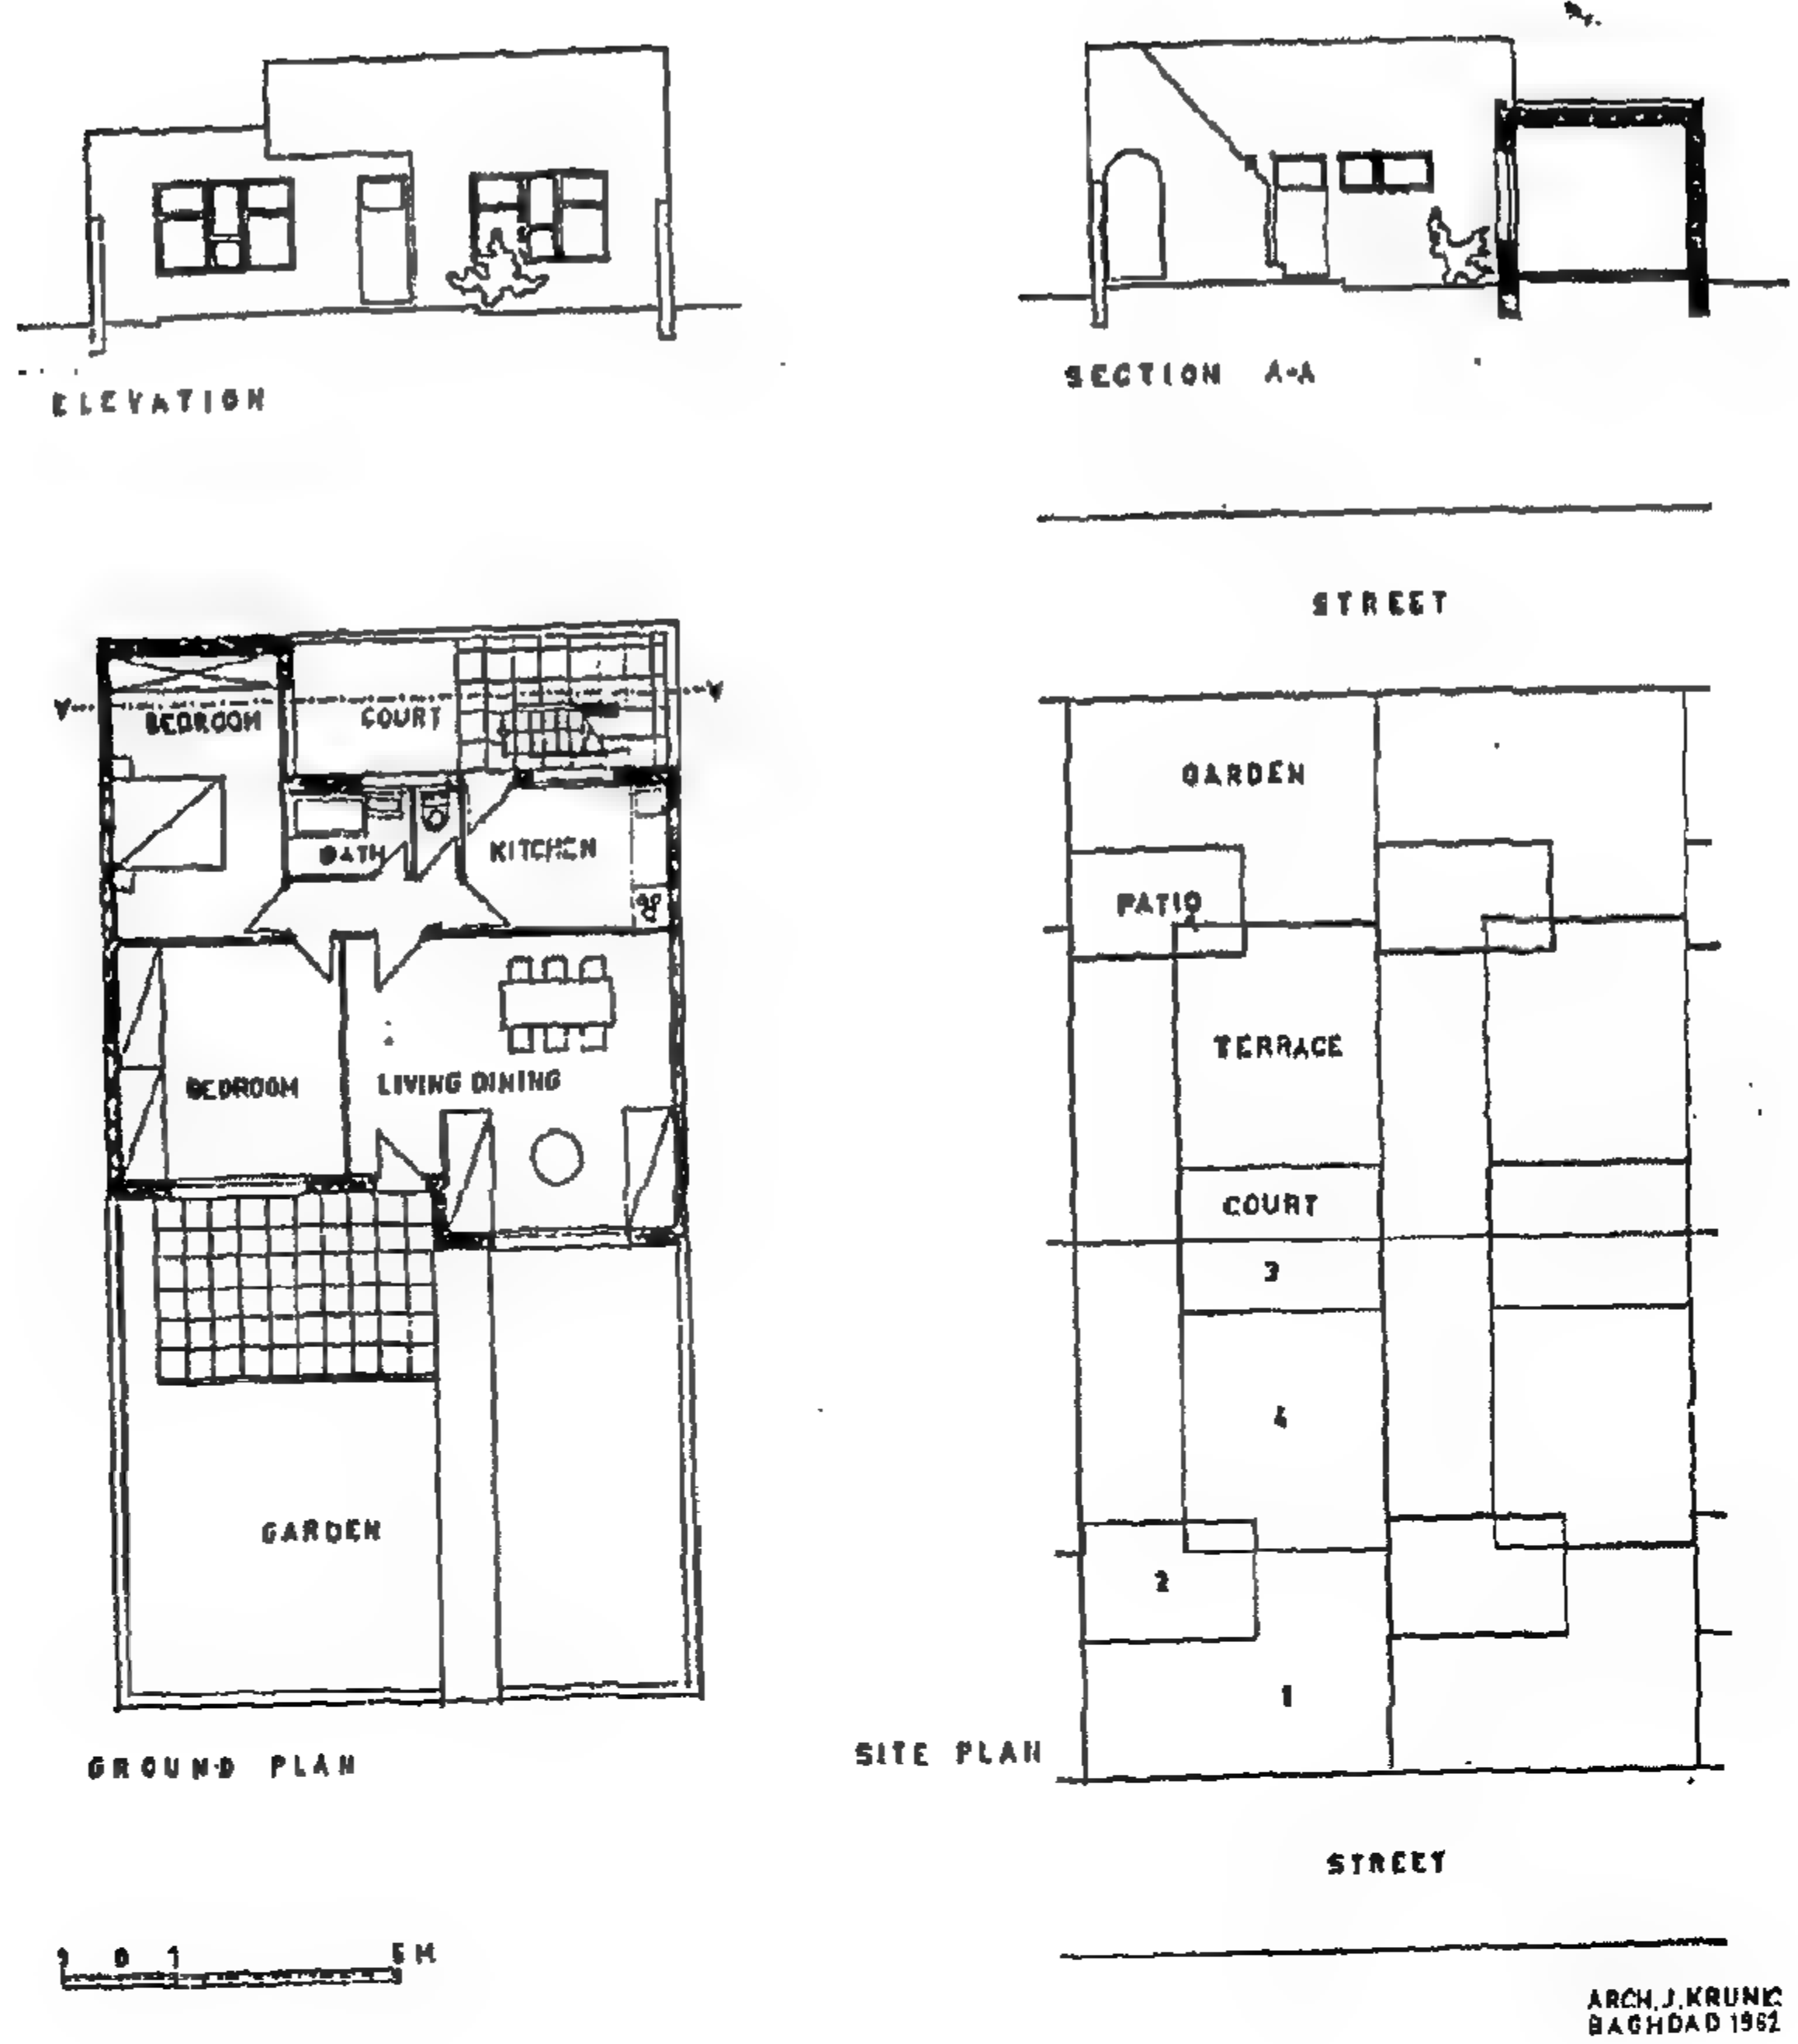 ELEVATION
SECTION A-A
STREET
BEDROOM
COURT
GARDEN
BATH
KITCHEN
PATIO
BEDROOM
LIVING DINING
TERRACE
COURT
3
4
GARDEN
2
1
GROUND PLAN
SITE PLAN
STREET
0 1 5 M
ARCH. J. KRUNIC
BAGHDAD 1962